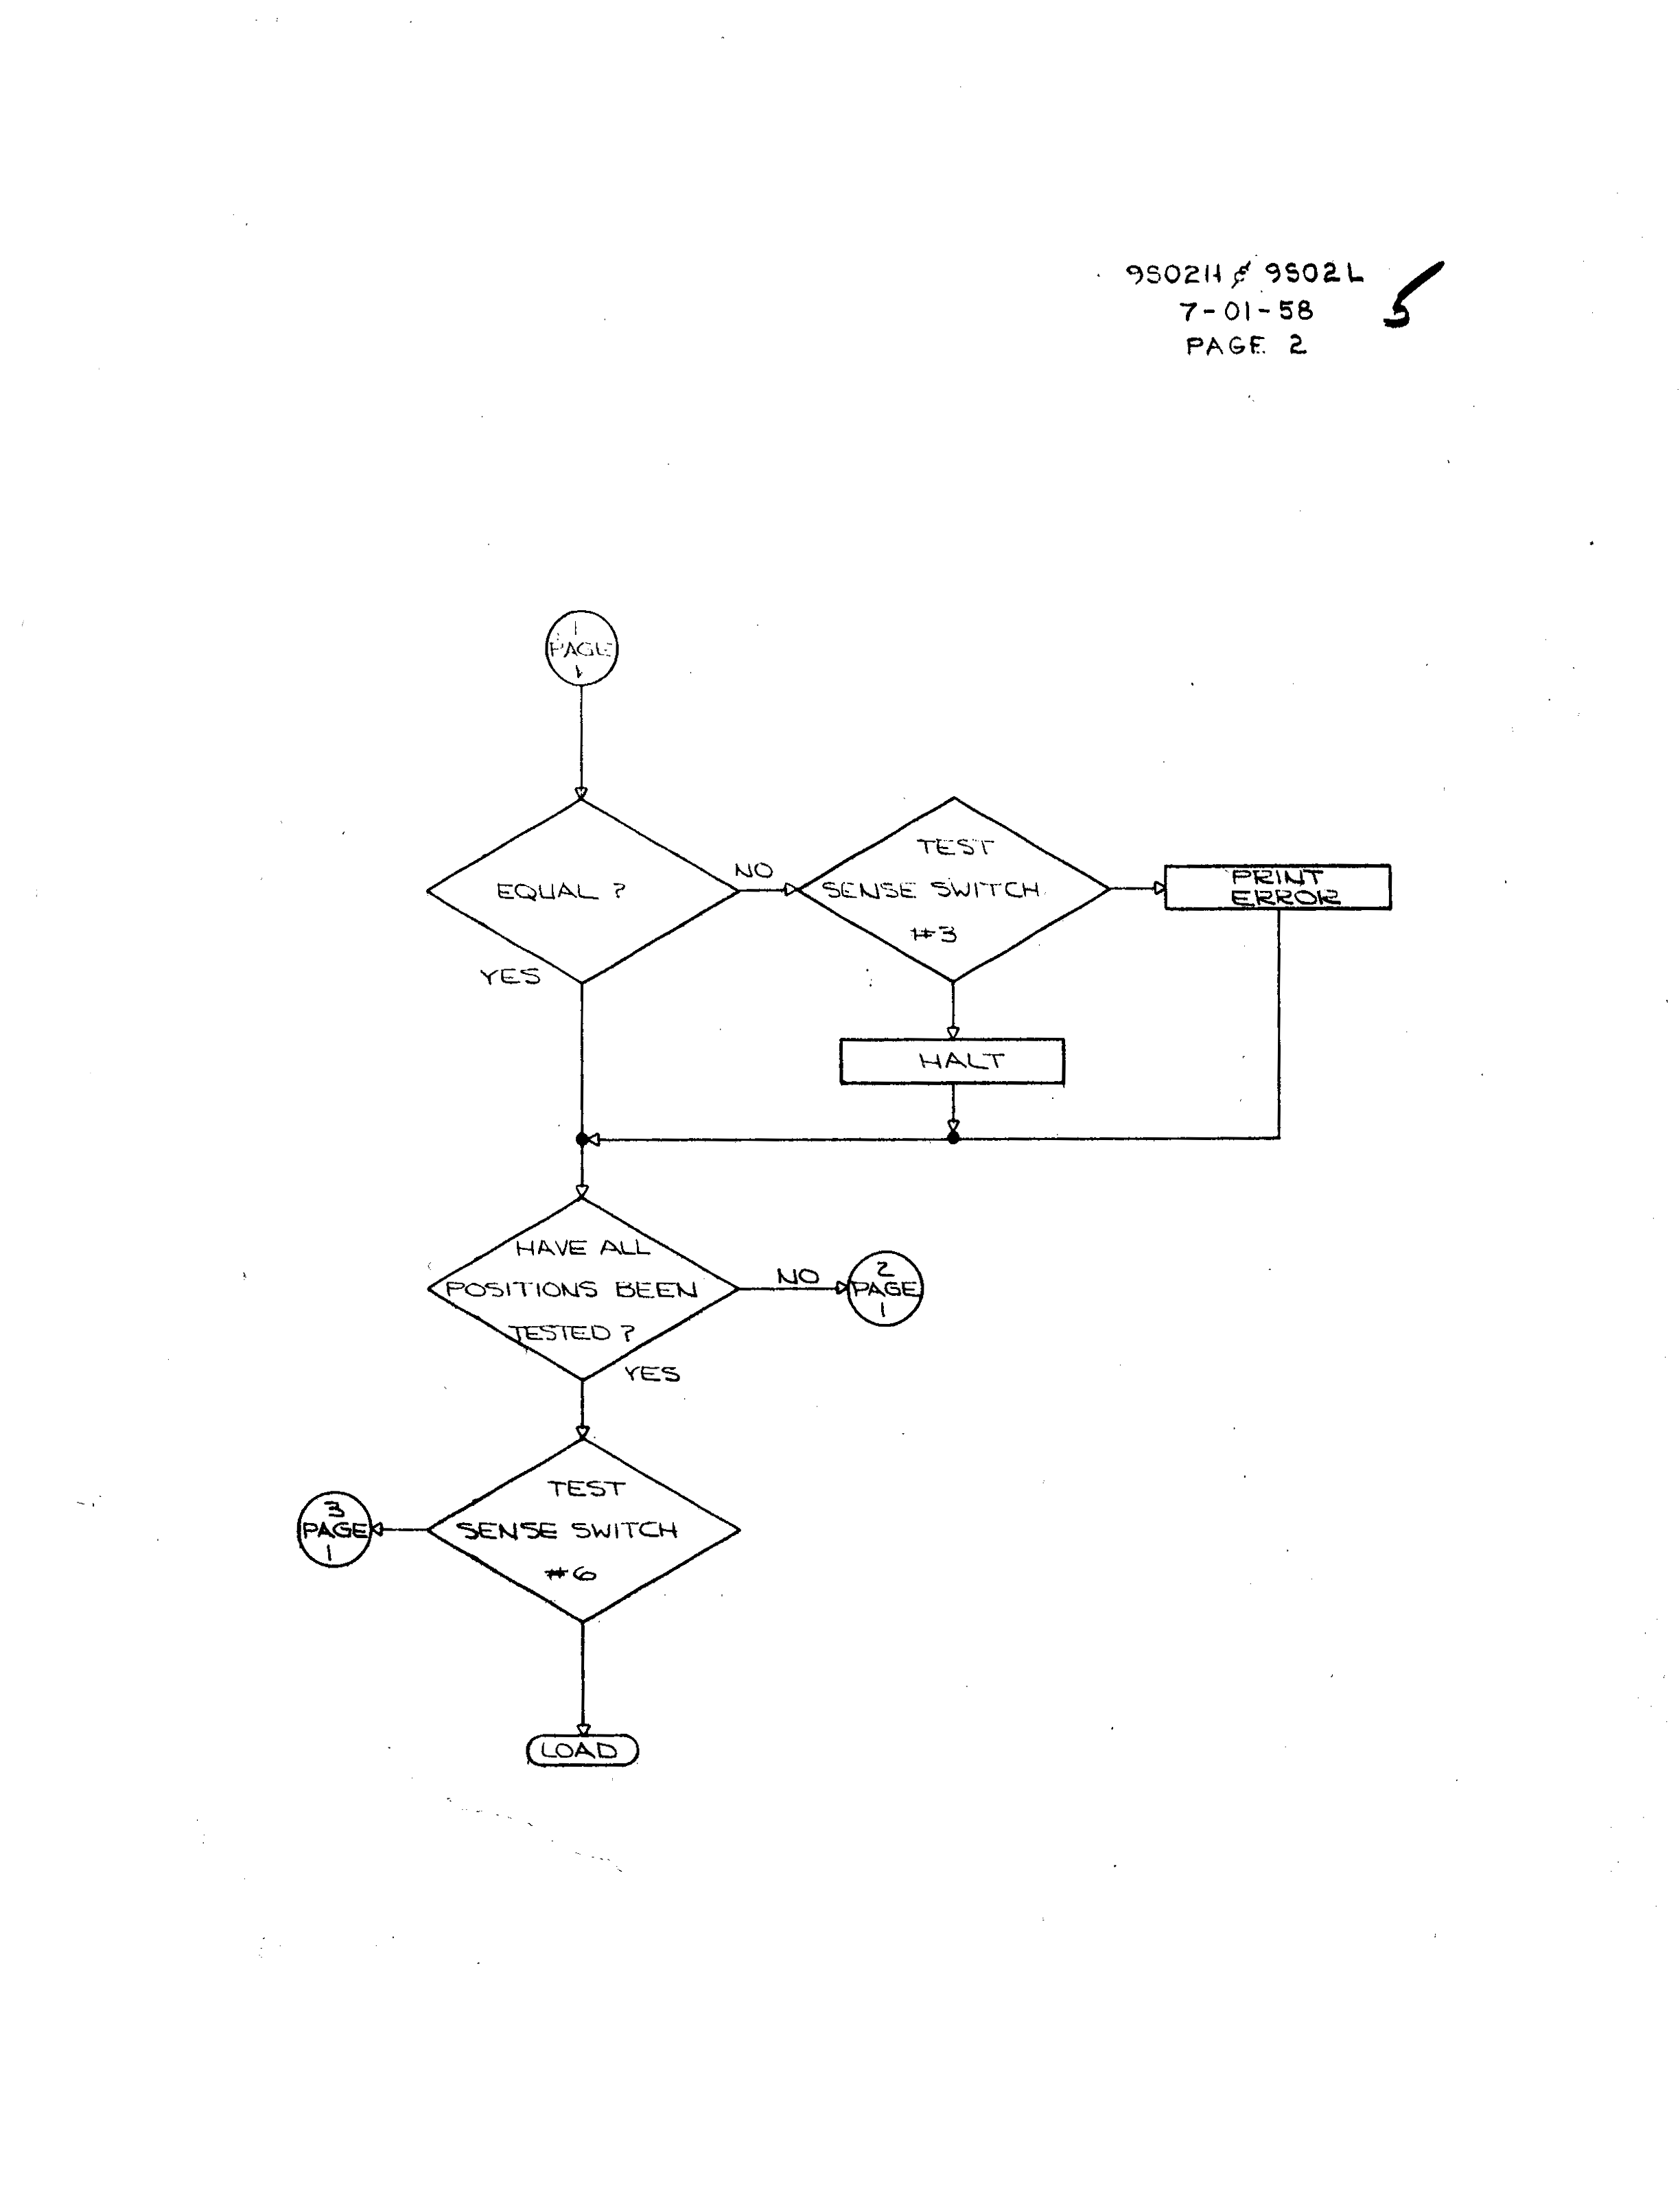 9S02H & 9S02L
7-01-58
PAGE 2
5
1
PAGE
1
EQUAL ?
NO
YES
TEST
SENSE SWITCH
#3
PRINT
ERROR
HALT
HAVE ALL
POSITIONS BEEN
TESTED ?
NO
2
PAGE
1
YES
TEST
SENSE SWITCH
#6
3
PAGE
1
LOAD